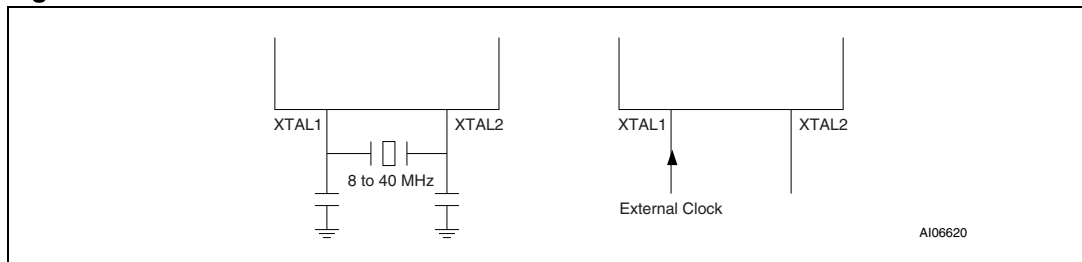 XTAL1
XTAL2
8 to 40 MHz
XTAL1
XTAL2
External Clock
AI06620